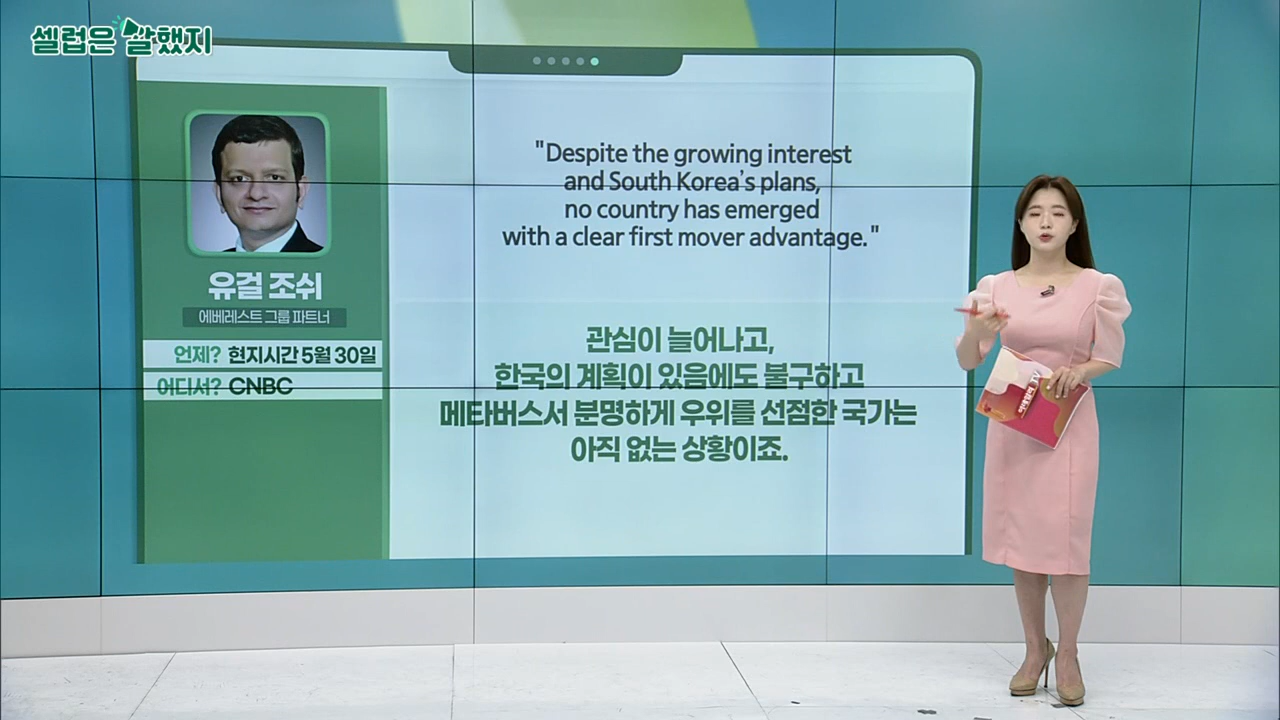 셀럽은 말했지
"Despite the growing interest
and South Korea's plans,
no country has emerged
with a clear first mover advantage."
유걸 조쉬
에베레스트 그룹 파트너
언제? 현지시간 5월 30일
어디서? CNBC
관심이 늘어나고,
한국의 계획이 있음에도 불구하고
메타버스서 분명하게 우위를 선점한 국가는
아직 없는 상황이죠.
이데일리 TV